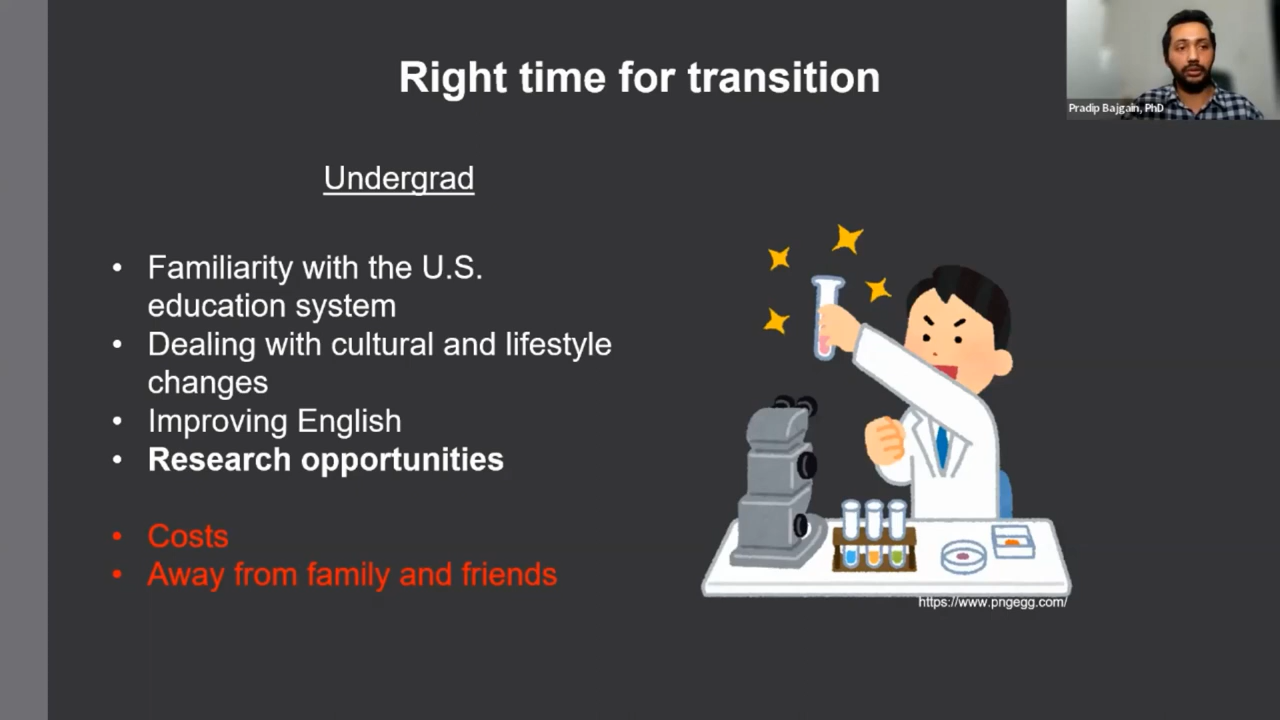 Right time for transition
Pradip Bajgain, PhD
Undergrad
• Familiarity with the U.S.
education system
• Dealing with cultural and lifestyle
changes
• Improving English
• Research opportunities
• Costs
• Away from family and friends
https://www.pngegg.com/